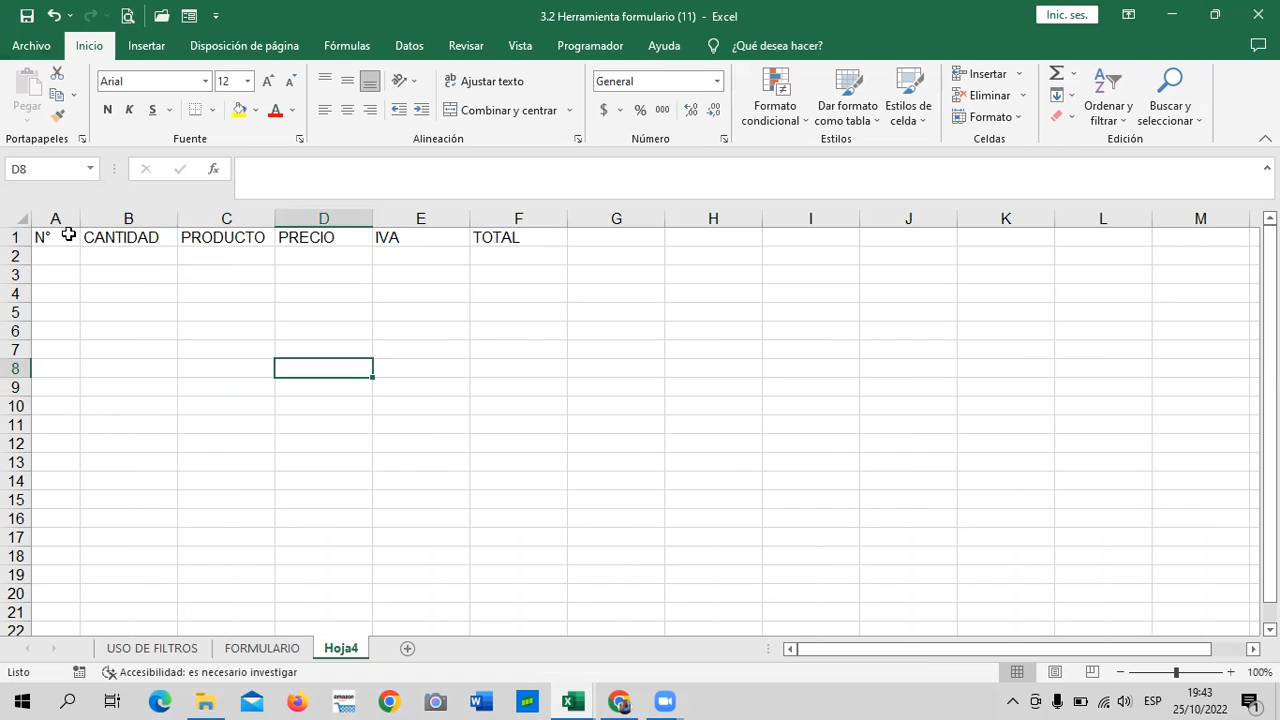 3.2 Herramienta formulario (11) - Excel
Inic. ses.
Archivo Inicio Insertar Disposición de página Fórmulas Datos Revisar Vista Programador Ayuda ¿Qué desea hacer?
Pegar
Arial 12
Ajustar texto
General
Formato condicional
Dar formato como tabla
Estilos de celda
Insertar
Eliminar
Formato
Ordenar y filtrar
Buscar y seleccionar
N K S
Combinar y centrar
$ % 000
Portapapeles Fuente Alineación Número Estilos Celdas Edición
D8 fx
A B C D E F G H I J K L M
1 N° CANTIDAD PRODUCTO PRECIO IVA TOTAL
2
3
4
5
6
7
8
9
10
11
12
13
14
15
16
17
18
19
20
21
22
USO DE FILTROS FORMULARIO Hoja4
Listo Accesibilidad: es necesario investigar 100%
ESP 19:43
25/10/2022